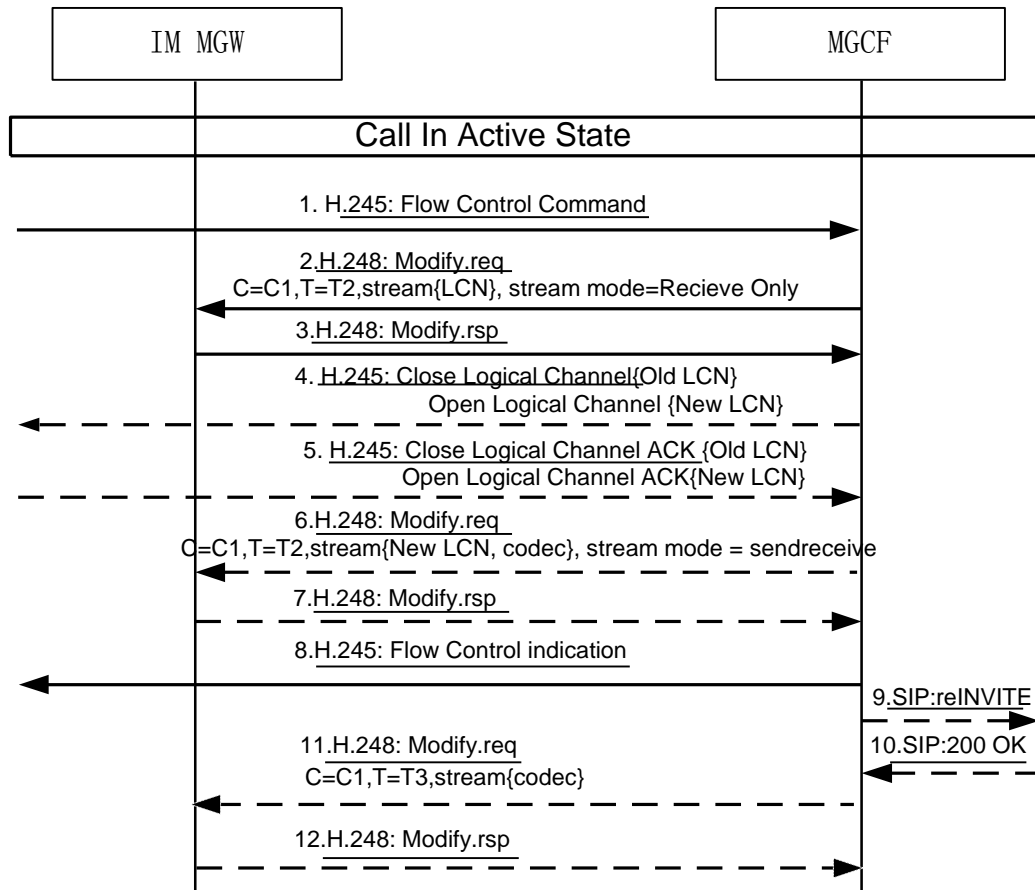 IM MGW
MGCF
Call In Active State
1. H.245: Flow Control Command
2.H.248: Modify.req
C=C1,T=T2,stream{LCN}, stream mode=Recieve Only
3.H.248: Modify.rsp
4. H.245: Close Logical Channel{Old LCN}
Open Logical Channel {New LCN}
5. H.245: Close Logical Channel ACK {Old LCN}
Open Logical Channel ACK{New LCN}
6.H.248: Modify.req
C=C1,T=T2,stream{New LCN, codec}, stream mode = sendreceive
7.H.248: Modify.rsp
8.H.245: Flow Control indication
9.SIP:reINVITE
10.SIP:200 OK
11.H.248: Modify.req
C=C1,T=T3,stream{codec}
12.H.248: Modify.rsp